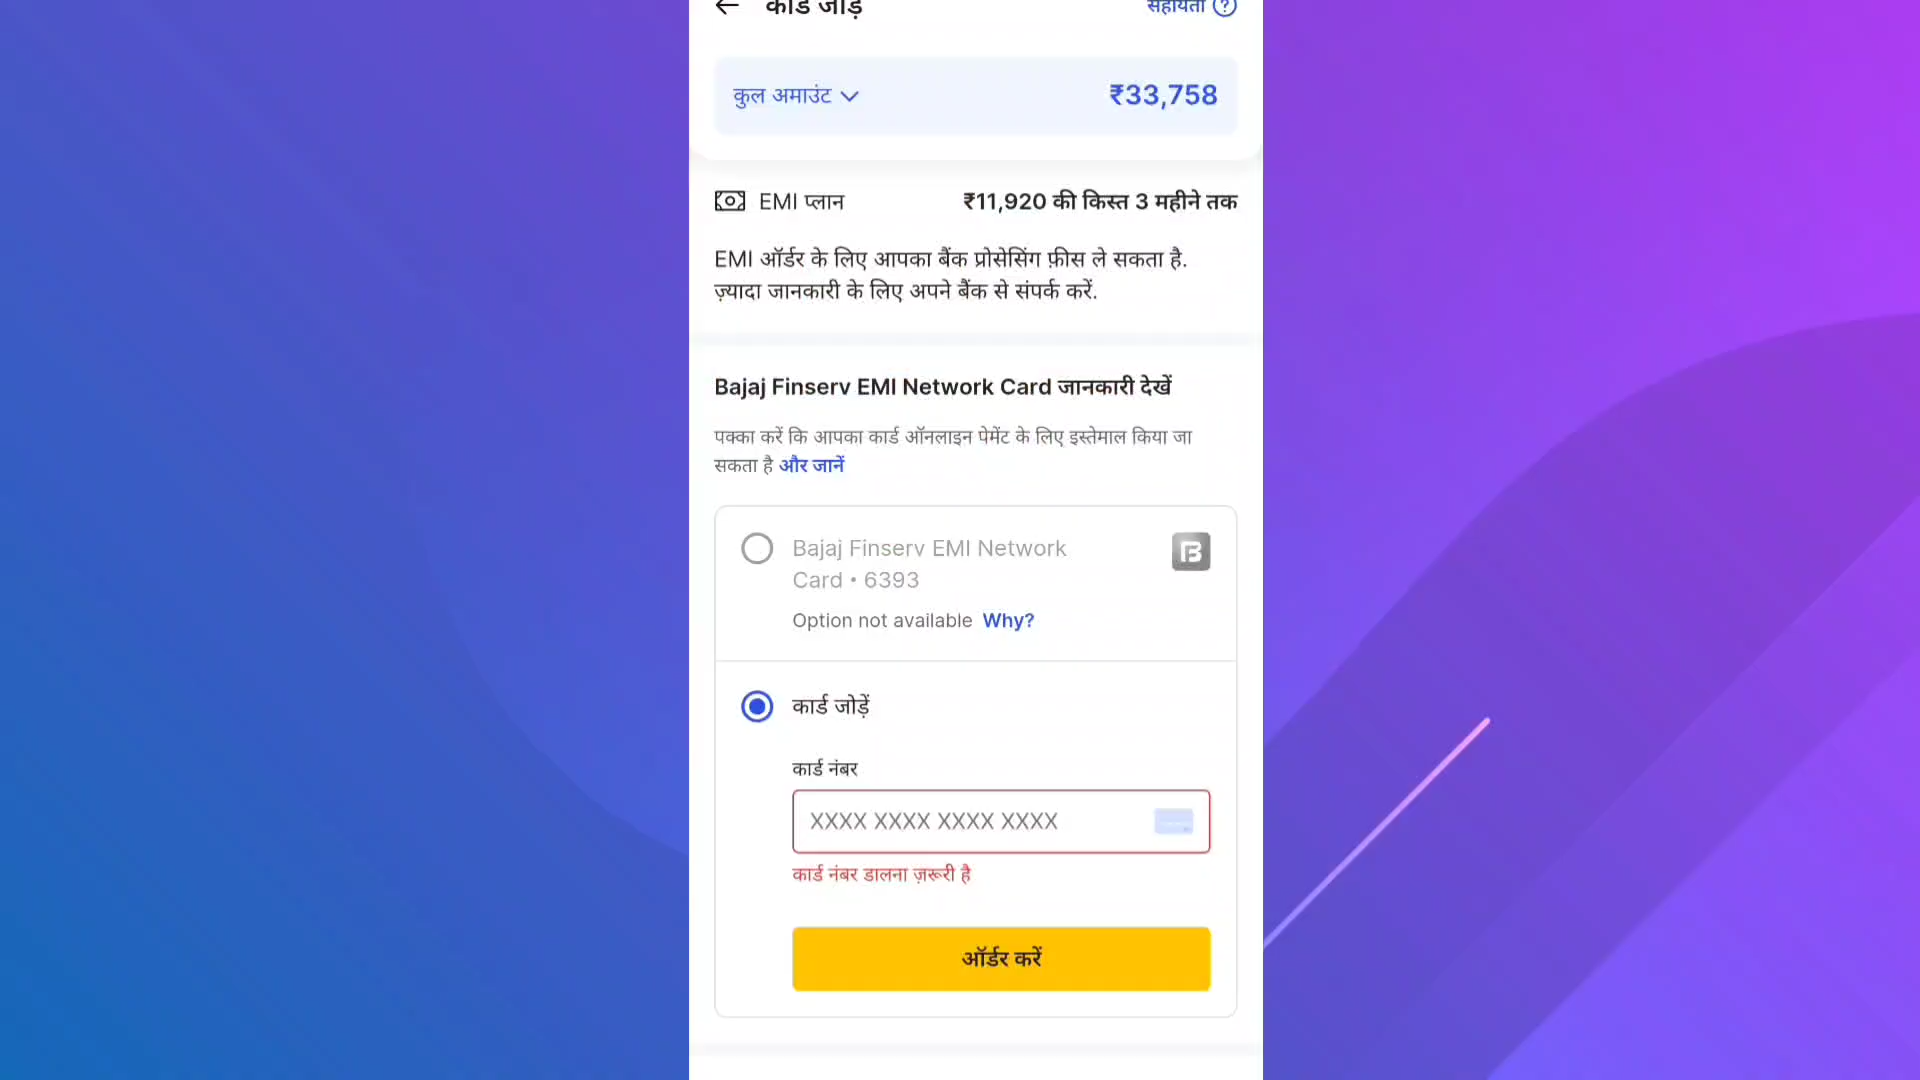 कार्ड जोड़ें
सहायता ?
कुल अमाउंट
₹33,758
EMI प्लान
₹11,920 की किस्त 3 महीने तक
EMI ऑर्डर के लिए आपका बैंक प्रोसेसिंग फ़ीस ले सकता है.
ज़्यादा जानकारी के लिए अपने बैंक से संपर्क करें.
Bajaj Finserv EMI Network Card जानकारी देखें
पक्का करें कि आपका कार्ड ऑनलाइन पेमेंट के लिए इस्तेमाल किया जा
सकता है और जानें
Bajaj Finserv EMI Network
Card • 6393
Option not available Why?
कार्ड जोड़ें
कार्ड नंबर
XXXX XXXX XXXX XXXX
कार्ड नंबर डालना ज़रूरी है
ऑर्डर करें